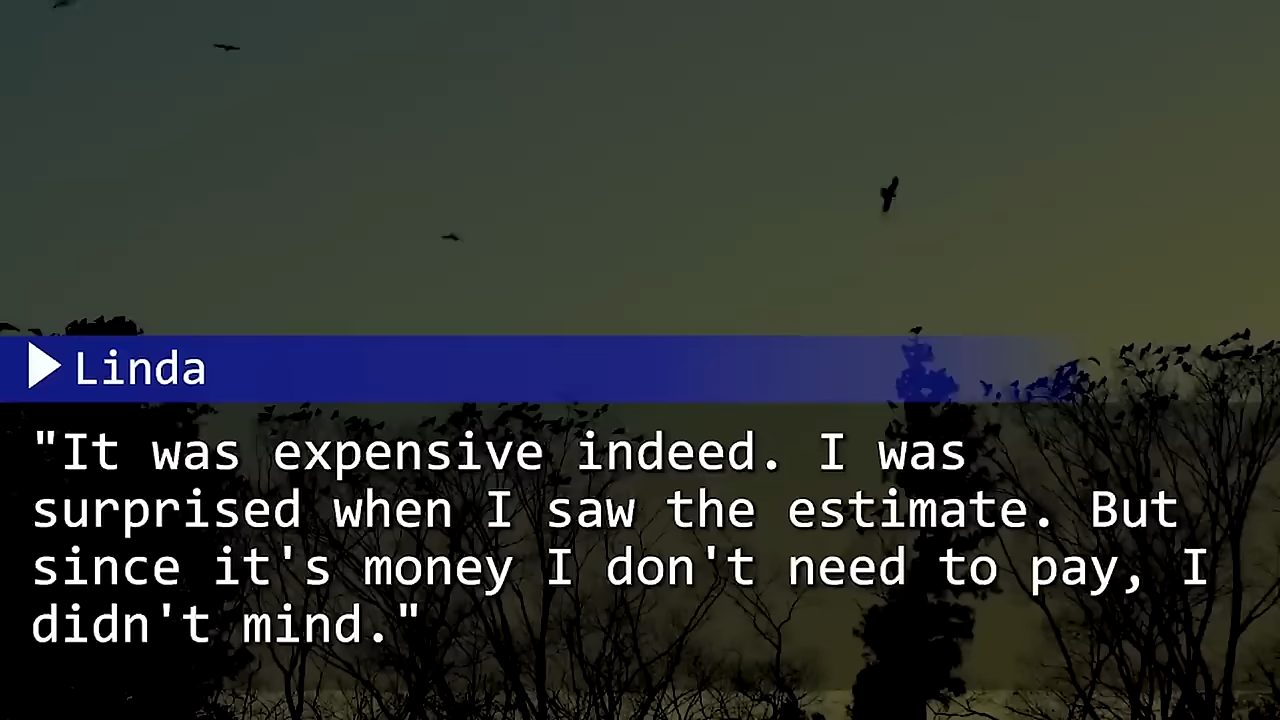 Linda
"It was expensive indeed. I was
surprised when I saw the estimate. But
since it's money I don't need to pay, I
didn't mind."